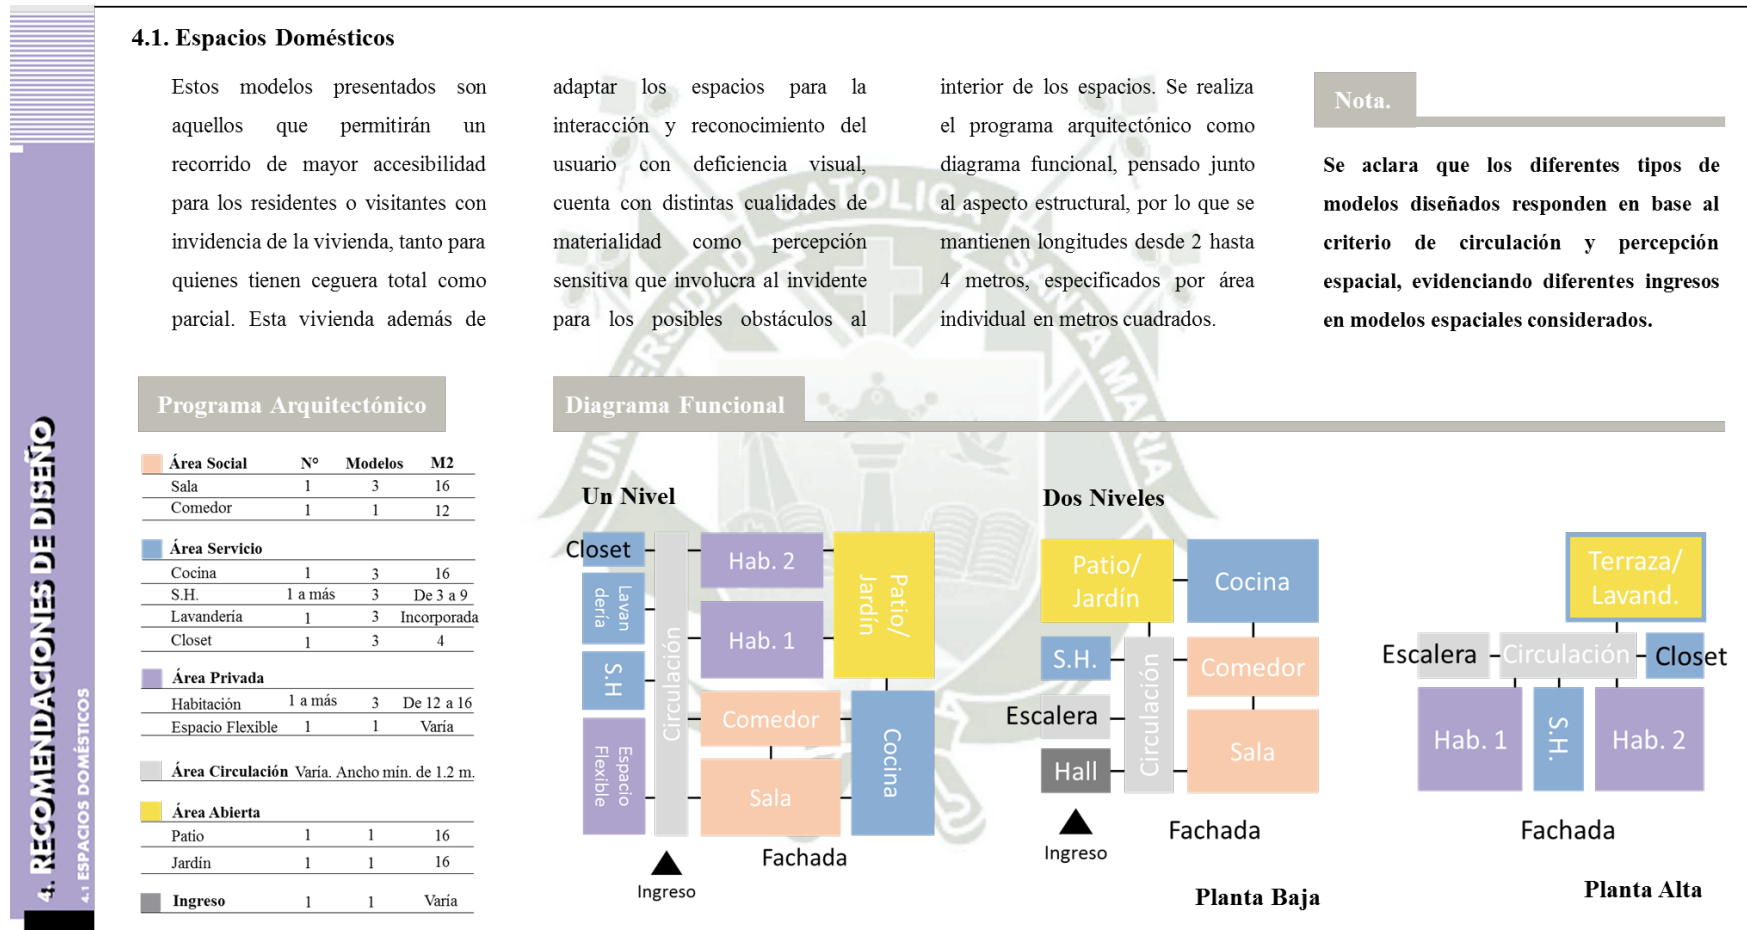 4.1. Espacios Domésticos
Estos modelos presentados son
aquellos que permitirán un
recorrido de mayor accesibilidad
para los residentes o visitantes con
invidencia de la vivienda, tanto para
quienes tienen ceguera total como
parcial. Esta vivienda además de
adaptar los espacios para la
interacción y reconocimiento del
usuario con deficiencia visual,
cuenta con distintas cualidades de
materialidad como percepción
sensitiva que involucra al invidente
para los posibles obstáculos al
interior de los espacios. Se realiza
el programa arquitectónico como
diagrama funcional, pensado junto
al aspecto estructural, por lo que se
mantienen longitudes desde 2 hasta
4 metros, especificados por área
individual en metros cuadrados.
Nota.
Se aclara que los diferentes tipos de
modelos diseñados responden en base al
criterio de circulación y percepción
espacial, evidenciando diferentes ingresos
en modelos espaciales considerados.
Programa Arquitectónico
Área Social N° Modelos M2
Sala 1 3 16
Comedor 1 1 12
Área Servicio
Cocina 1 3 16
S.H. 1 a más 3 De 3 a 9
Lavandería 1 3 Incorporada
Closet 1 3 4
Área Privada
Habitación 1 a más 3 De 12 a 16
Espacio Flexible 1 1 Varía
Área Circulación Varía. Ancho mín. de 1.2 m.
Área Abierta
Patio 1 1 16
Jardín 1 1 16
Ingreso 1 1 Varía
Diagrama Funcional
Un Nivel
Closet
Lavan
dería
S.H
Espacio
Flexible
Circulación
Hab. 2
Hab. 1
Patio/
Jardín
Comedor
Sala
Cocina
Fachada
Ingreso
Dos Niveles
Patio/
Jardín
Cocina
S.H.
Circulación
Comedor
Escalera
Sala
Hall
Ingreso
Fachada
Planta Baja
Terraza/
Lavand.
Escalera
Circulación
Closet
Hab. 1
S.H.
Hab. 2
Fachada
Planta Alta
4. RECOMENDACIONES DE DISEÑO
4.1 ESPACIOS DOMÉSTICOS
UNIVERSIDAD CATOLICA SANTA MARIA